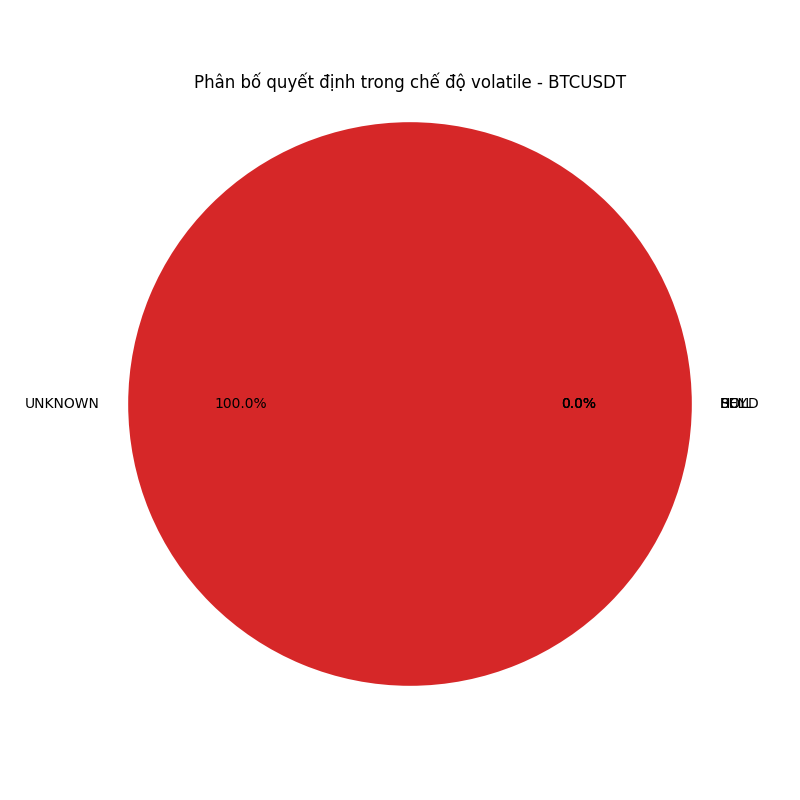 Phân bố quyết định trong chế độ volatile - BTCUSDT
UNKNOWN
100.0%
0.0%